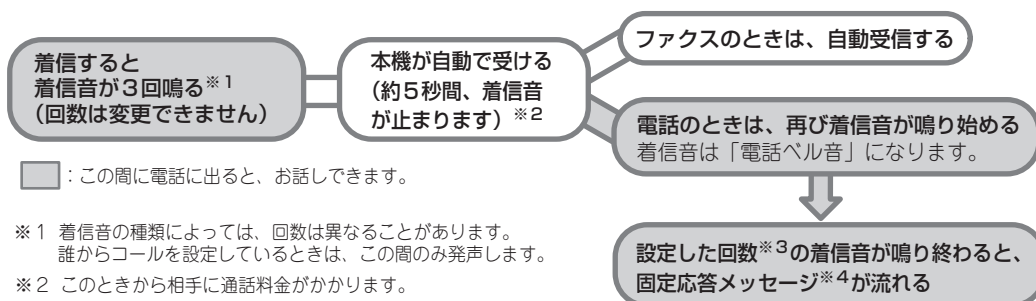 着信すると
着信音が3回鳴る※1
（回数は変更できません）
本機が自動で受ける
（約5秒間、着信音
が止まります）※2
ファクスのときは、自動受信する
電話のときは、再び着信音が鳴り始める
着信音は「電話ベル音」になります。
設定した回数※3の着信音が鳴り終わると、
固定応答メッセージ※4が流れる
：この間に電話に出ると、お話しできます。
※1 着信音の種類によっては、回数は異なることがあります。
誰からコールを設定しているときは、この間のみ発声します。
※2 このときから相手に通話料金がかかります。